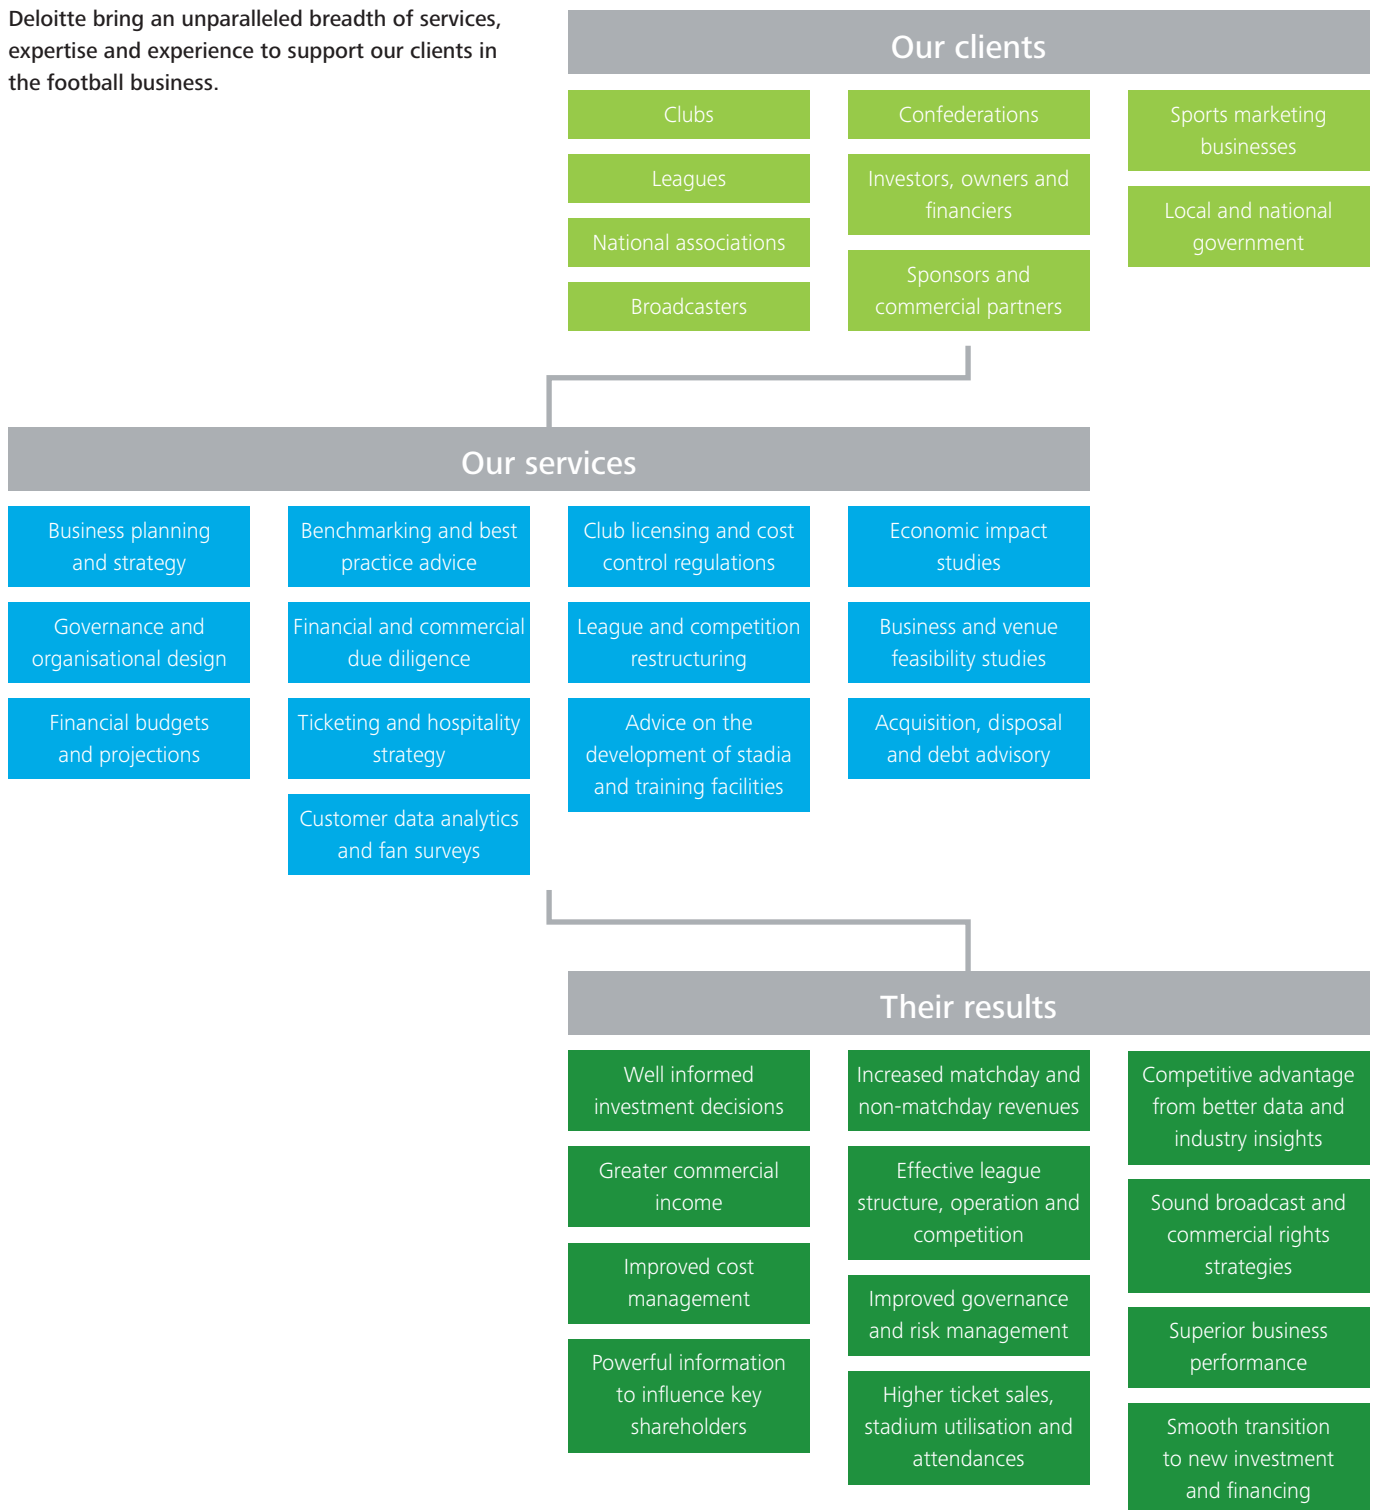 Deloitte bring an unparalleled breadth of services,
expertise and experience to support our clients in
the football business.
Our clients
Clubs
Leagues
National associations
Broadcasters
Confederations
Investors, owners and
financiers
Sponsors and
commercial partners
Sports marketing
businesses
Local and national
government
Our services
Business planning
and strategy
Governance and
organisational design
Financial budgets
and projections
Benchmarking and best
practice advice
Financial and commercial
due diligence
Ticketing and hospitality
strategy
Customer data analytics
and fan surveys
Club licensing and cost
control regulations
League and competition
restructuring
Advice on the
development of stadia
and training facilities
Economic impact
studies
Business and venue
feasibility studies
Acquisition, disposal
and debt advisory
Their results
Well informed
investment decisions
Greater commercial
income
Improved cost
management
Powerful information
to influence key
shareholders
Increased matchday and
non-matchday revenues
Effective league
structure, operation and
competition
Improved governance
and risk management
Higher ticket sales,
stadium utilisation and
attendances
Competitive advantage
from better data and
industry insights
Sound broadcast and
commercial rights
strategies
Superior business
performance
Smooth transition
to new investment
and financing